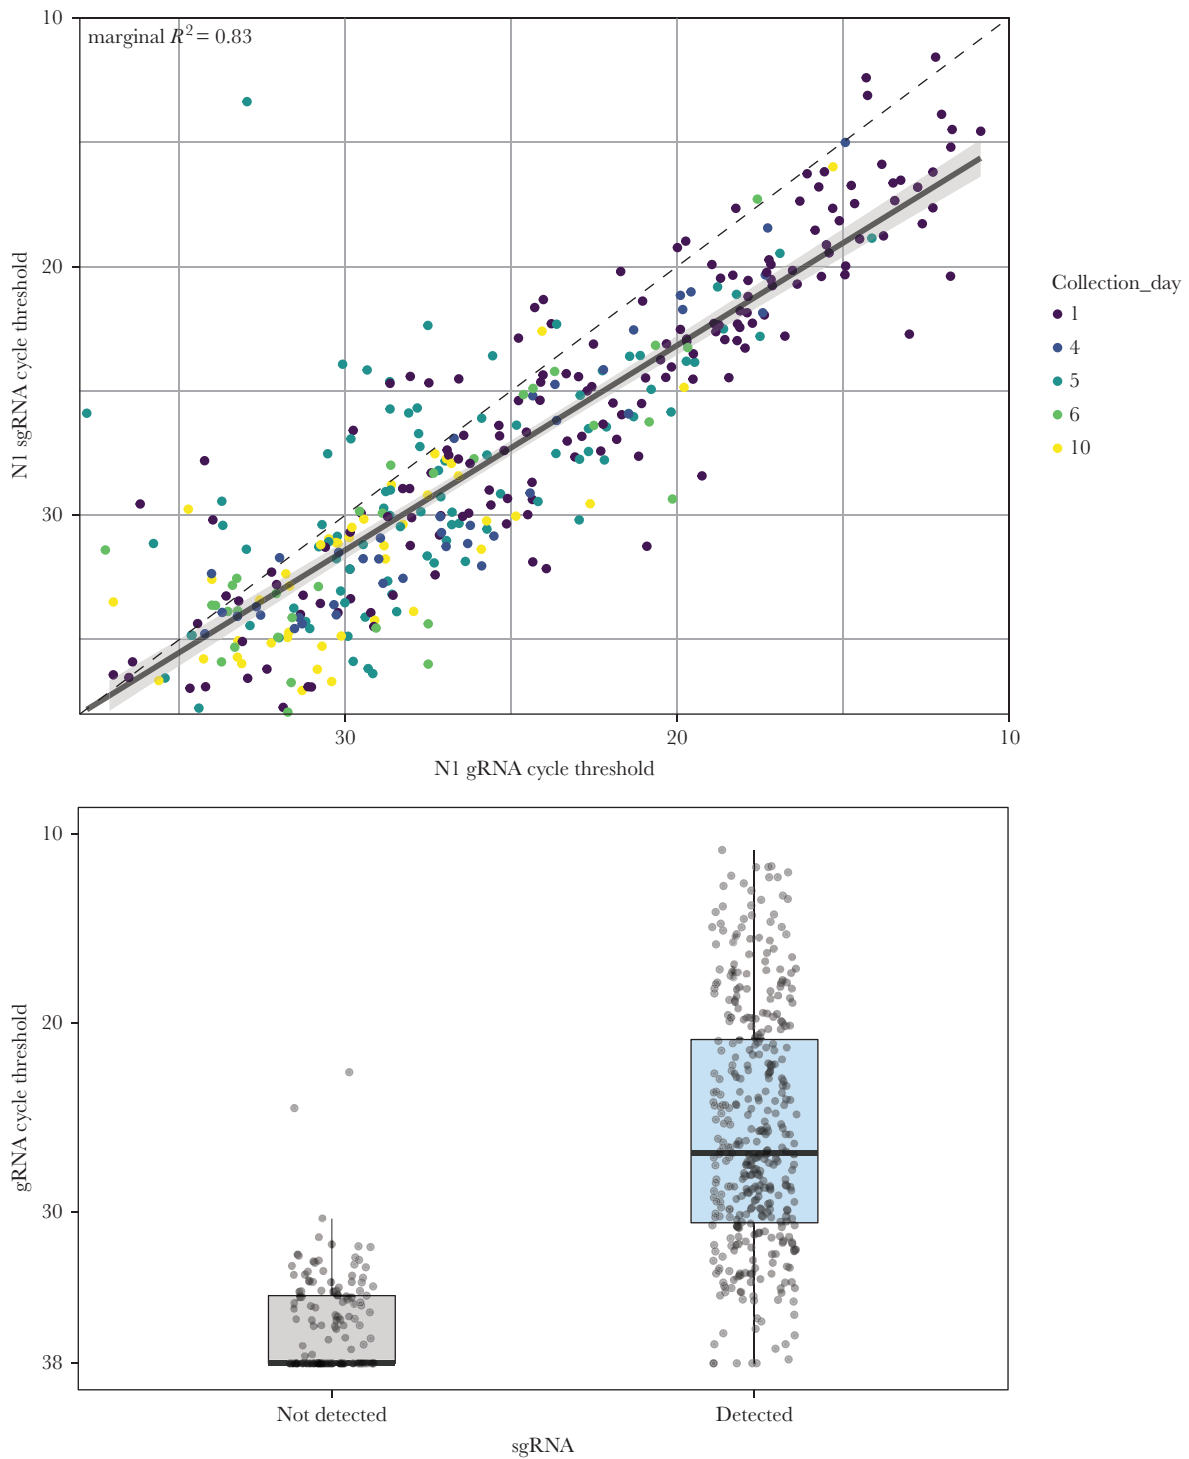 marginal R² = 0.83
10
20
30
N1 sgRNA cycle threshold
30
20
10
N1 gRNA cycle threshold
Collection_day
1
4
5
6
10
10
20
30
38
gRNA cycle threshold
Not detected
Detected
sgRNA